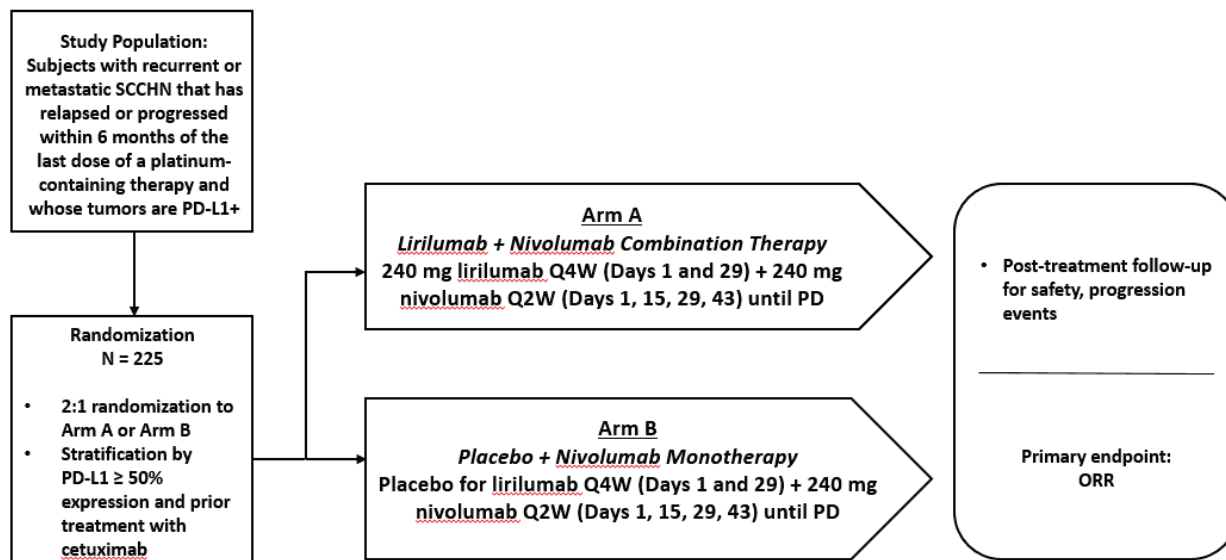 Study Population:
Subjects with recurrent or
metastatic SCCHN that has
relapsed or progressed
within 6 months of the
last dose of a platinum-
containing therapy and
whose tumors are PD-L1+
Randomization
N = 225
• 2:1 randomization to
Arm A or Arm B
• Stratification by
PD-L1 ≥ 50%
expression and prior
treatment with
cetuximab
Arm A
Lirilumab + Nivolumab Combination Therapy
240 mg lirilumab Q4W (Days 1 and 29) + 240 mg
nivolumab Q2W (Days 1, 15, 29, 43) until PD
Arm B
Placebo + Nivolumab Monotherapy
Placebo for lirilumab Q4W (Days 1 and 29) + 240 mg
nivolumab Q2W (Days 1, 15, 29, 43) until PD
• Post-treatment follow-up
for safety, progression
events
Primary endpoint:
ORR